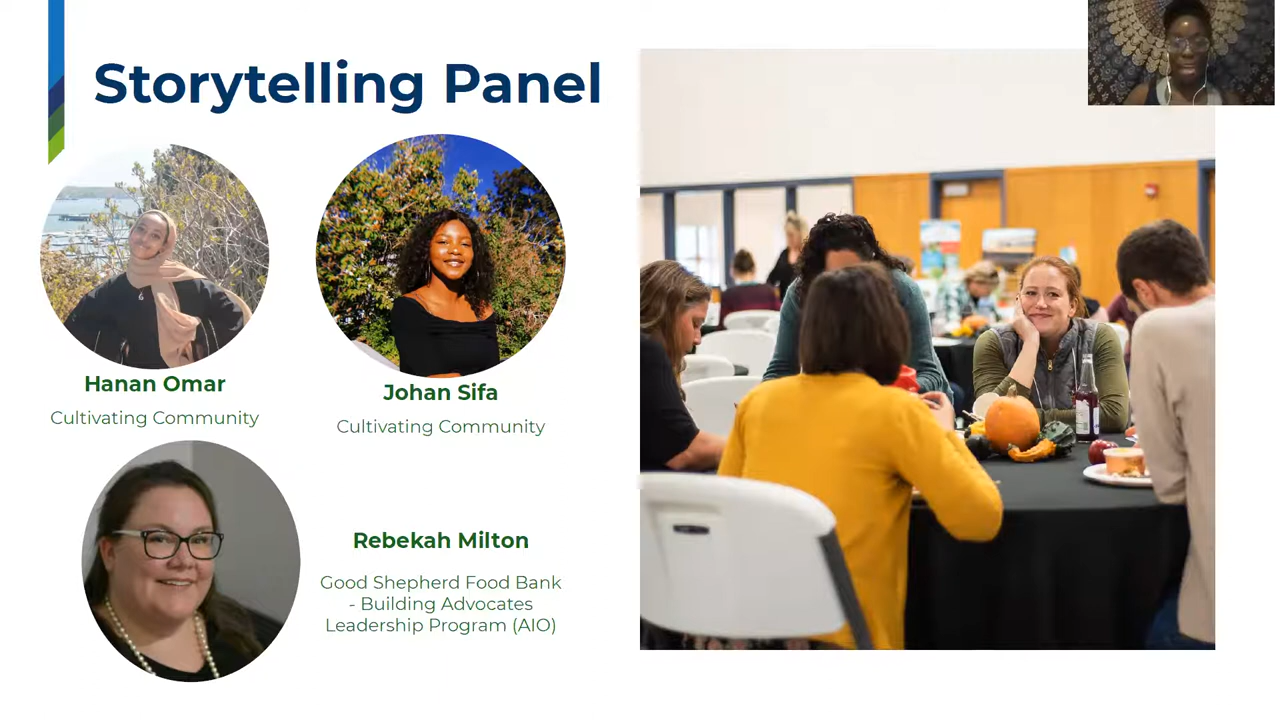 Storytelling Panel
Hanan Omar
Cultivating Community
Johan Sifa
Cultivating Community
Rebekah Milton
Good Shepherd Food Bank
- Building Advocates
Leadership Program (AIO)